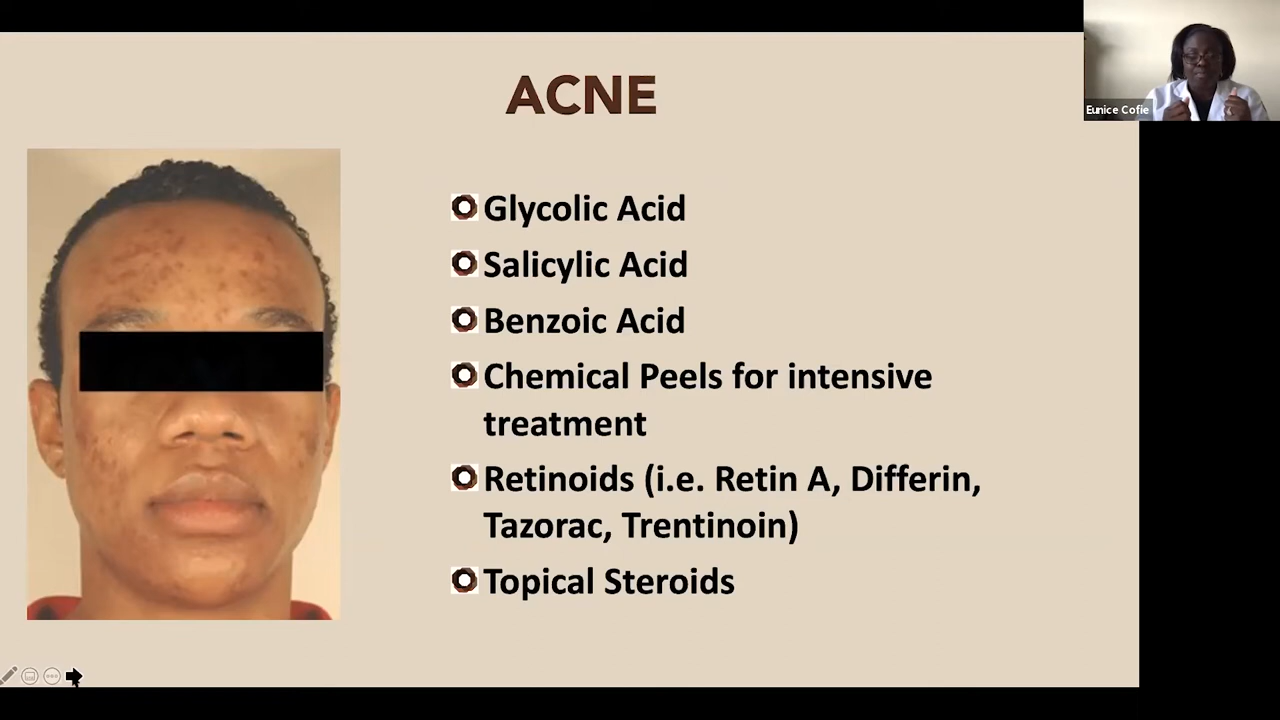 ACNE
Eunice Cofie
Glycolic Acid
Salicylic Acid
Benzoic Acid
Chemical Peels for intensive
treatment
Retinoids (i.e. Retin A, Differin,
Tazorac, Trentinoin)
Topical Steroids